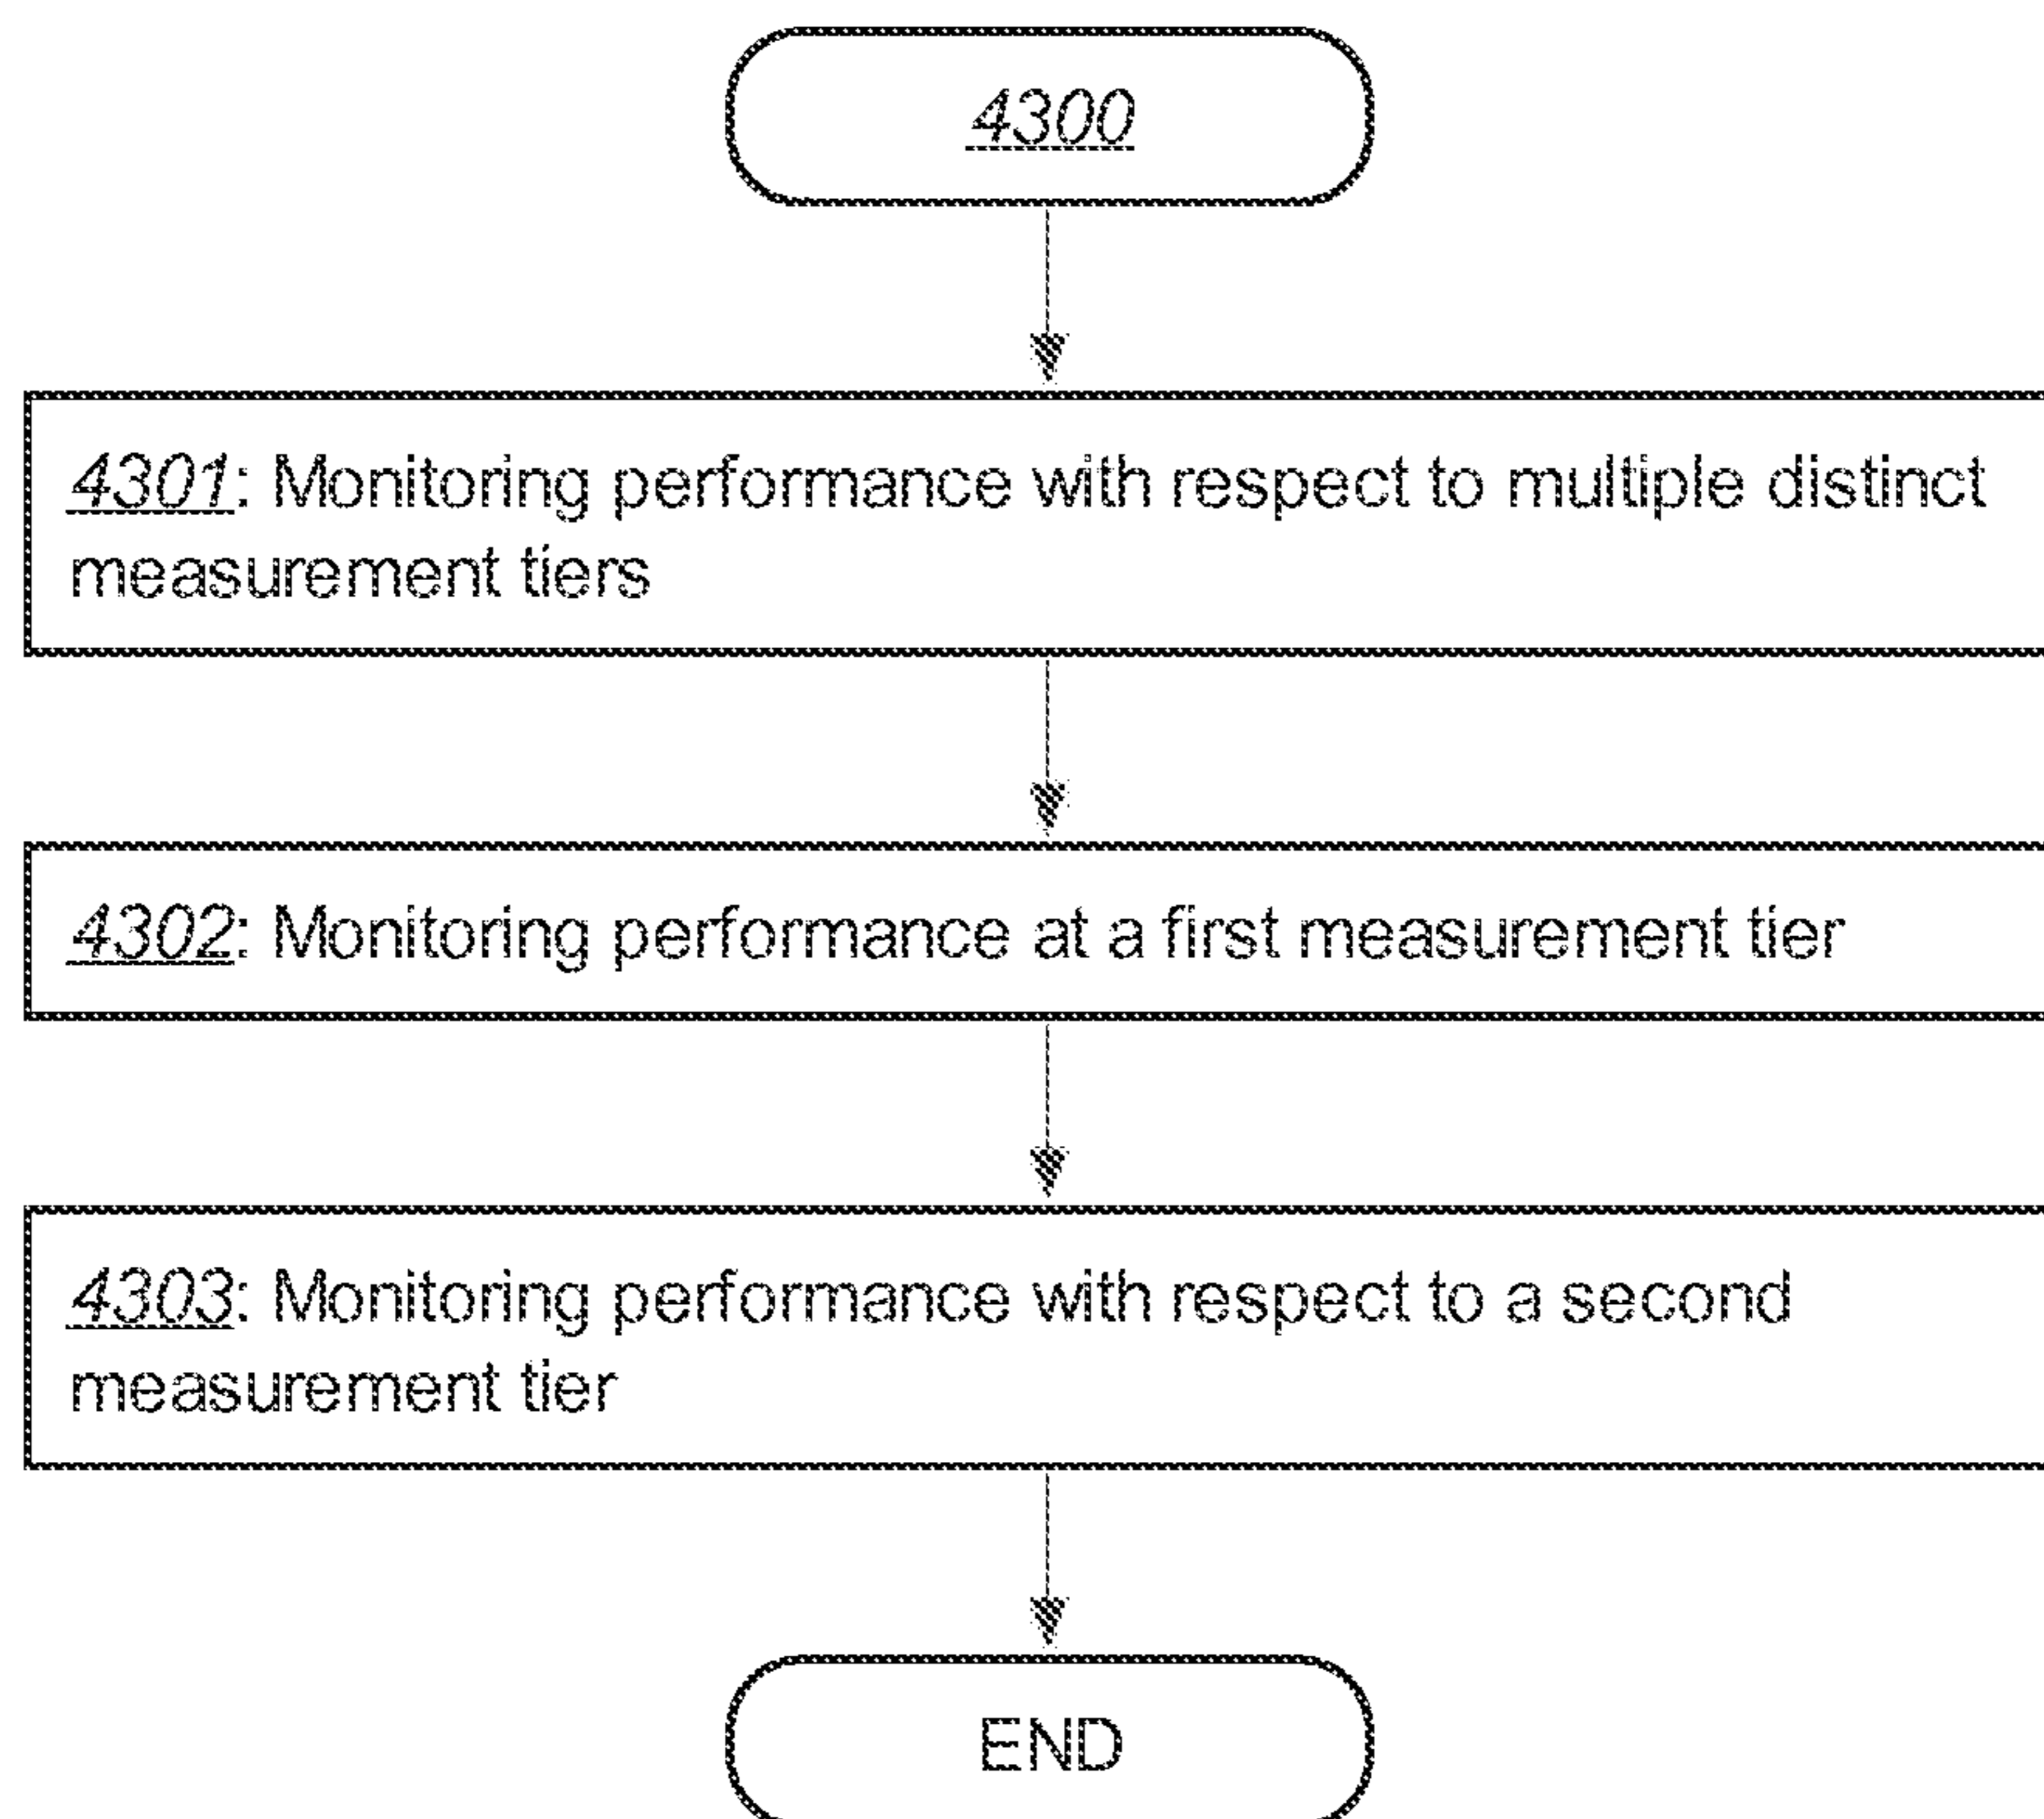 4300
4301: Monitoring performance with respect to multiple distinct
measurement tiers
4302: Monitoring performance at a first measurement tier
4303: Monitoring performance with respect to a second
measurement tier
END